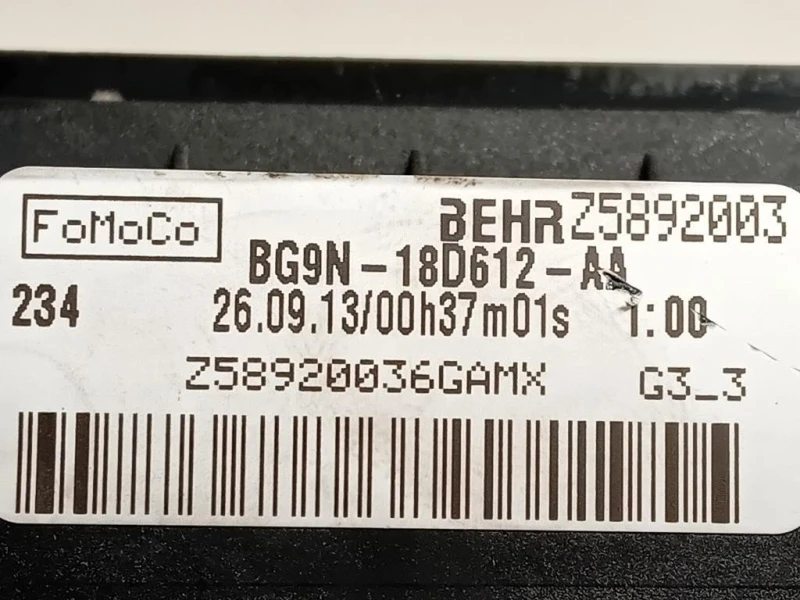 FoMoCo BEHR Z5892003
BG9N-18D612-AA
234 26.09.13/00h37m01s 1:00
Z58920036GAMX G3_3